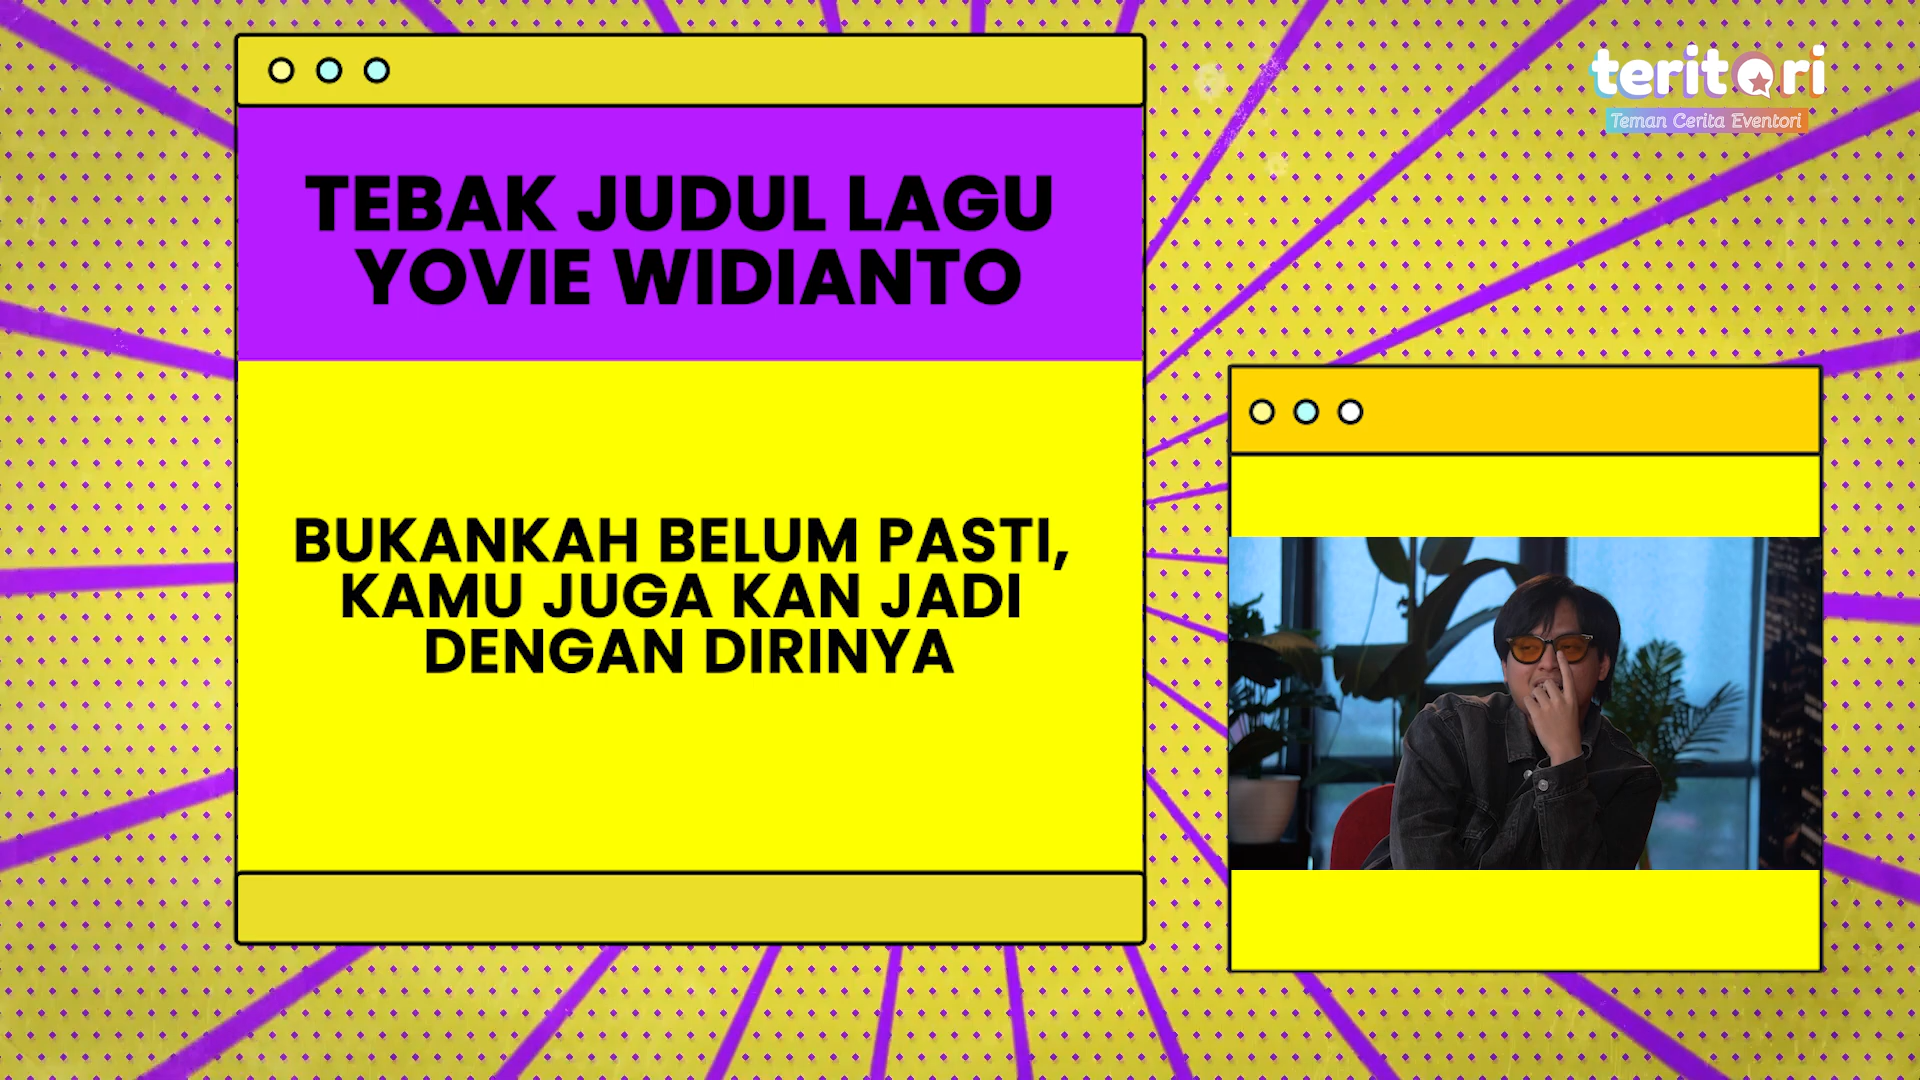 TEBAK JUDUL LAGU
YOVIE WIDIANTO
BUKANKAH BELUM PASTI,
KAMU JUGA KAN JADI
DENGAN DIRINYA
teritori
Teman Cerita Eventori